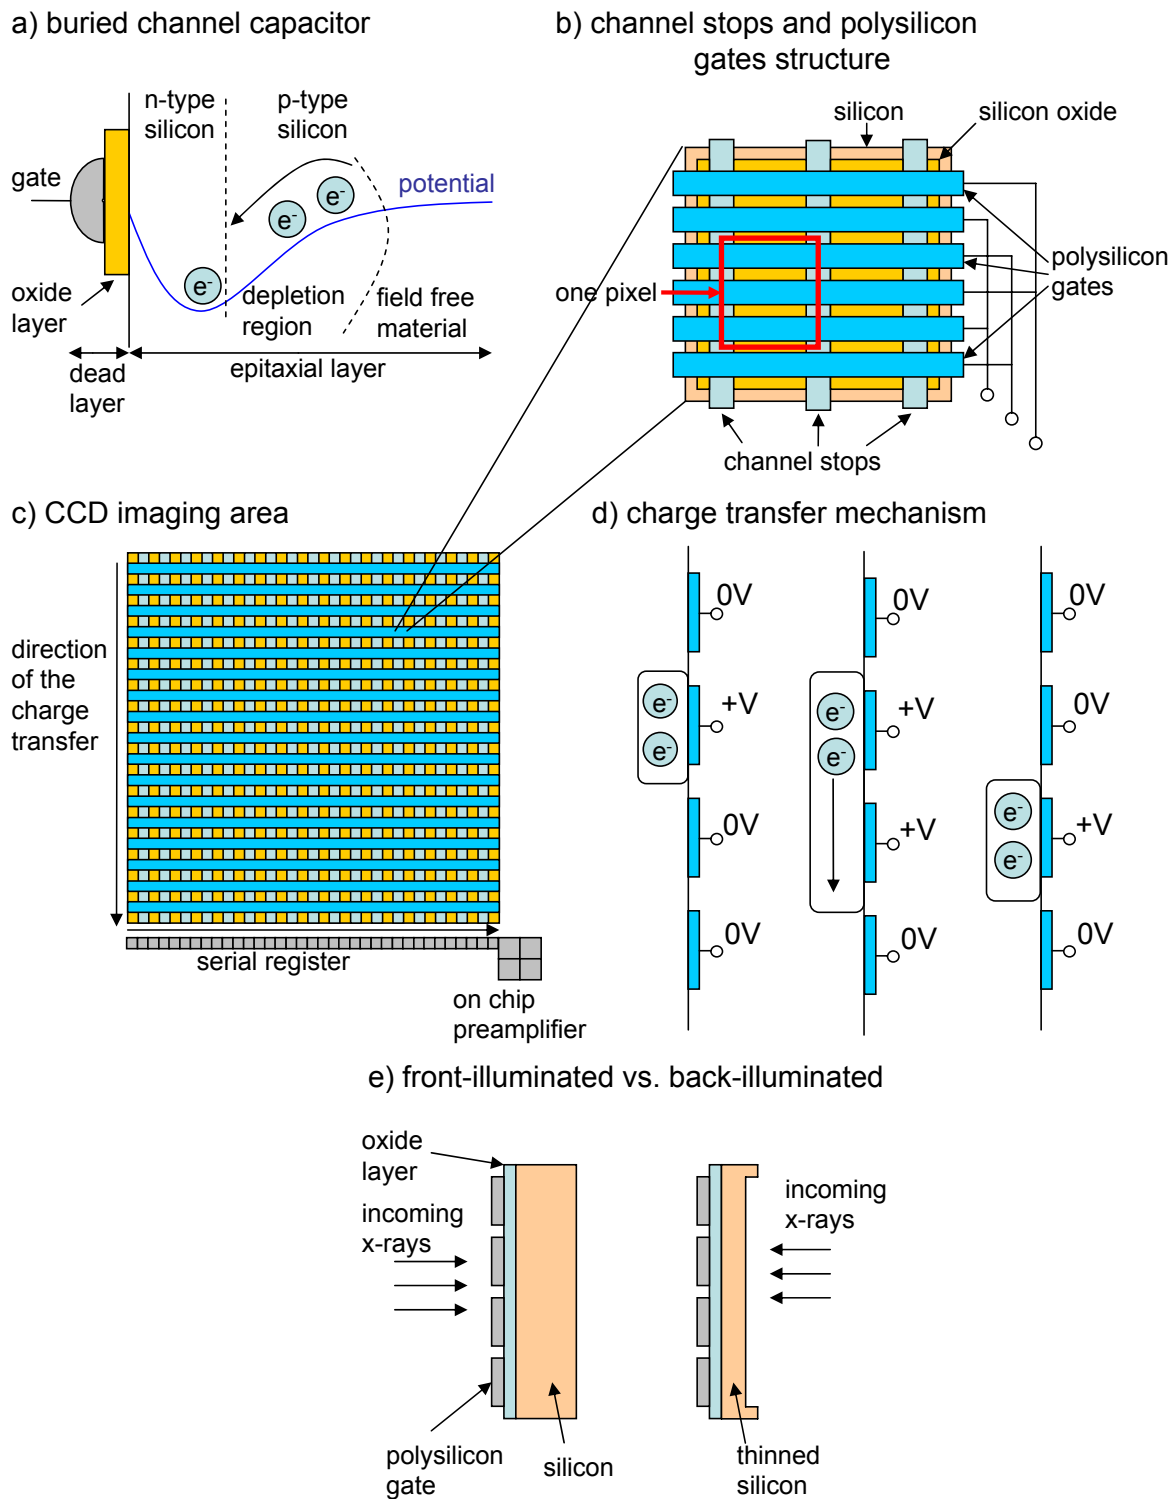 a) buried channel capacitor
n-type
silicon
p-type
silicon
gate
potential
e-
e-
e-
oxide
layer
depletion
region
field free
material
dead
layer
epitaxial layer
b) channel stops and polysilicon
gates structure
silicon
silicon oxide
one pixel
polysilicon
gates
channel stops
c) CCD imaging area
direction
of the
charge
transfer
serial register
on chip
preamplifier
d) charge transfer mechanism
0V
+V
0V
0V
e-
e-
0V
+V
+V
0V
e-
e-
0V
0V
+V
0V
e-
e-
e) front-illuminated vs. back-illuminated
oxide
layer
incoming
x-rays
polysilicon
gate
silicon
incoming
x-rays
thinned
silicon